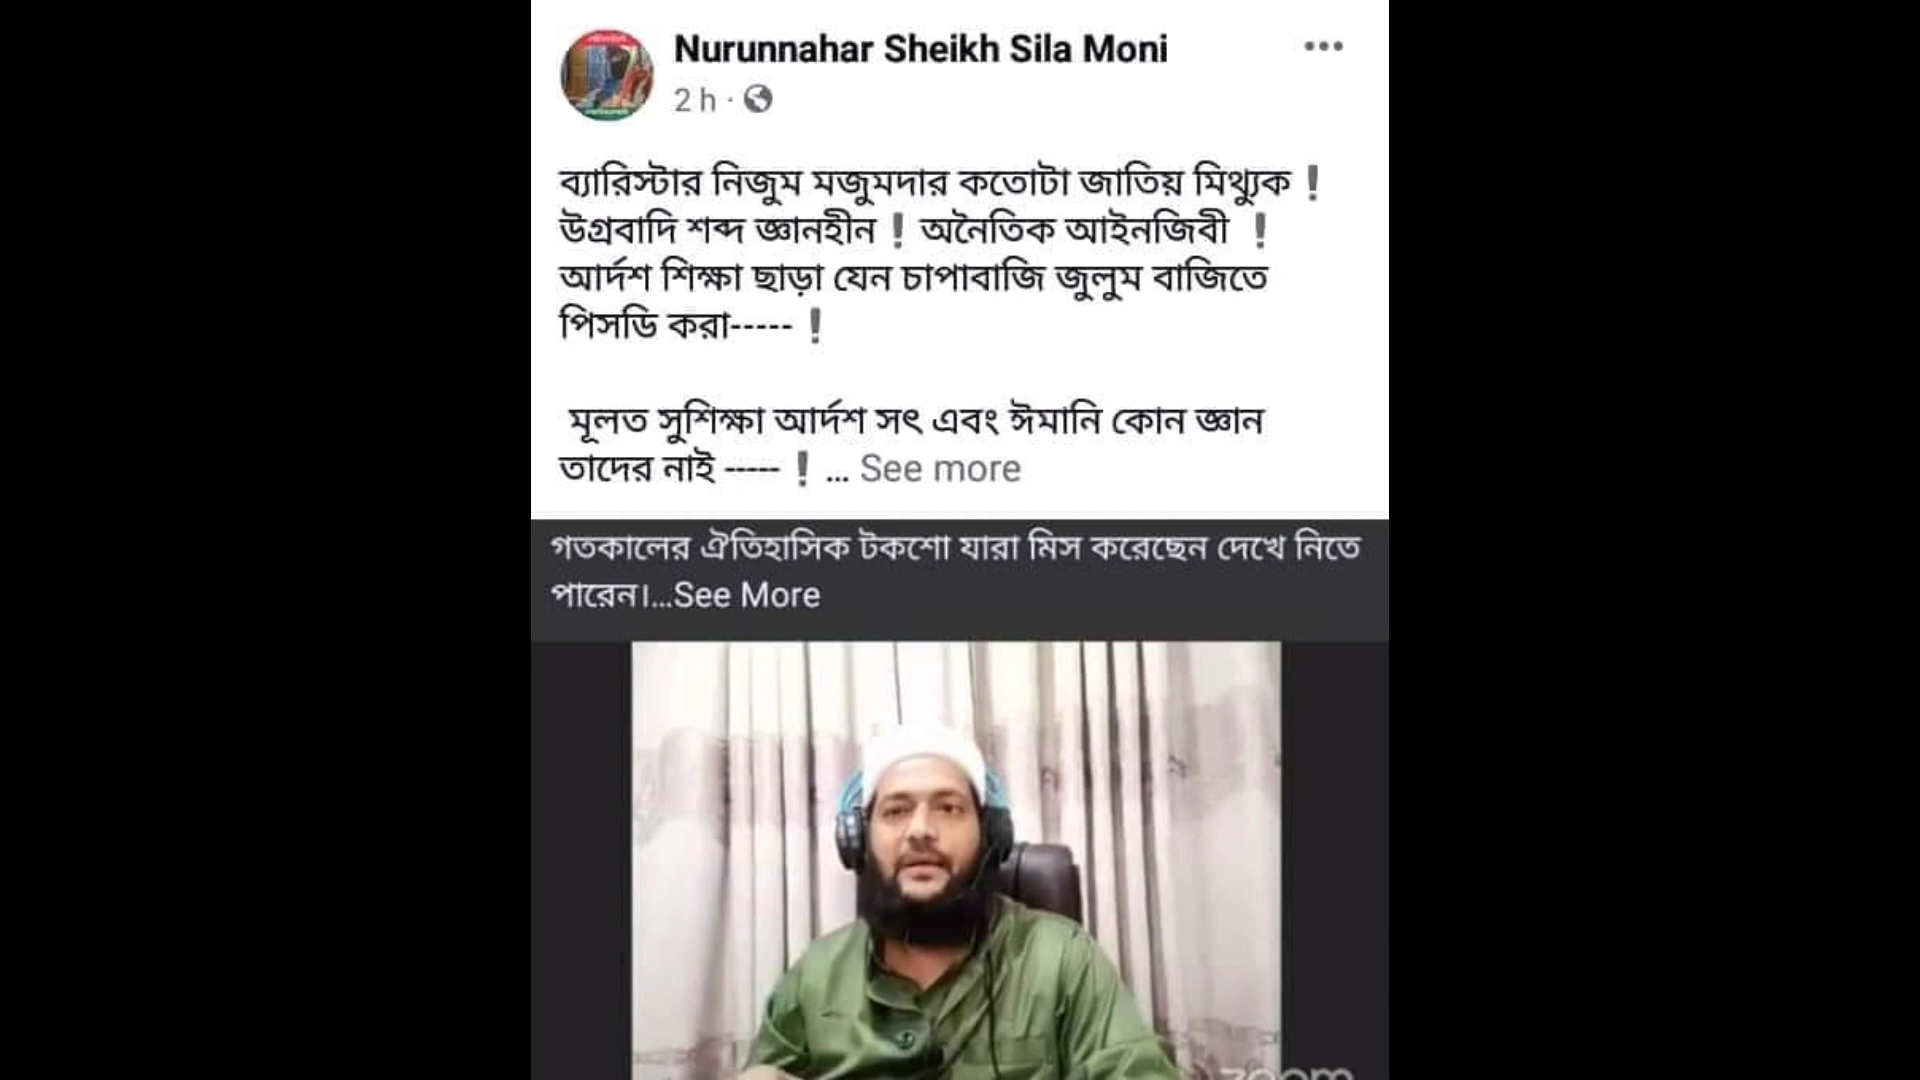 Nurunnahar Sheikh Sila Moni
2 h ·
ব্যারিস্টার নিজুম মজুমদার কতোটা জাতিয় মিথ্যুক❕
উগ্রবাদি শব্দ জ্ঞানহীন❕অনৈতিক আইনজিবী ❕
আর্দশ শিক্ষা ছাড়া যেন চাপাবাজি জুলুম বাজিতে
পিসডি করা-----❕
মূলত সুশিক্ষা আর্দশ সৎ এবং ঈমানি কোন জ্ঞান
তাদের নাই -----❕... See more
গতকালের ঐতিহাসিক টকশো যারা মিস করেছেন দেখে নিতে
পারেন।...See More
zoom